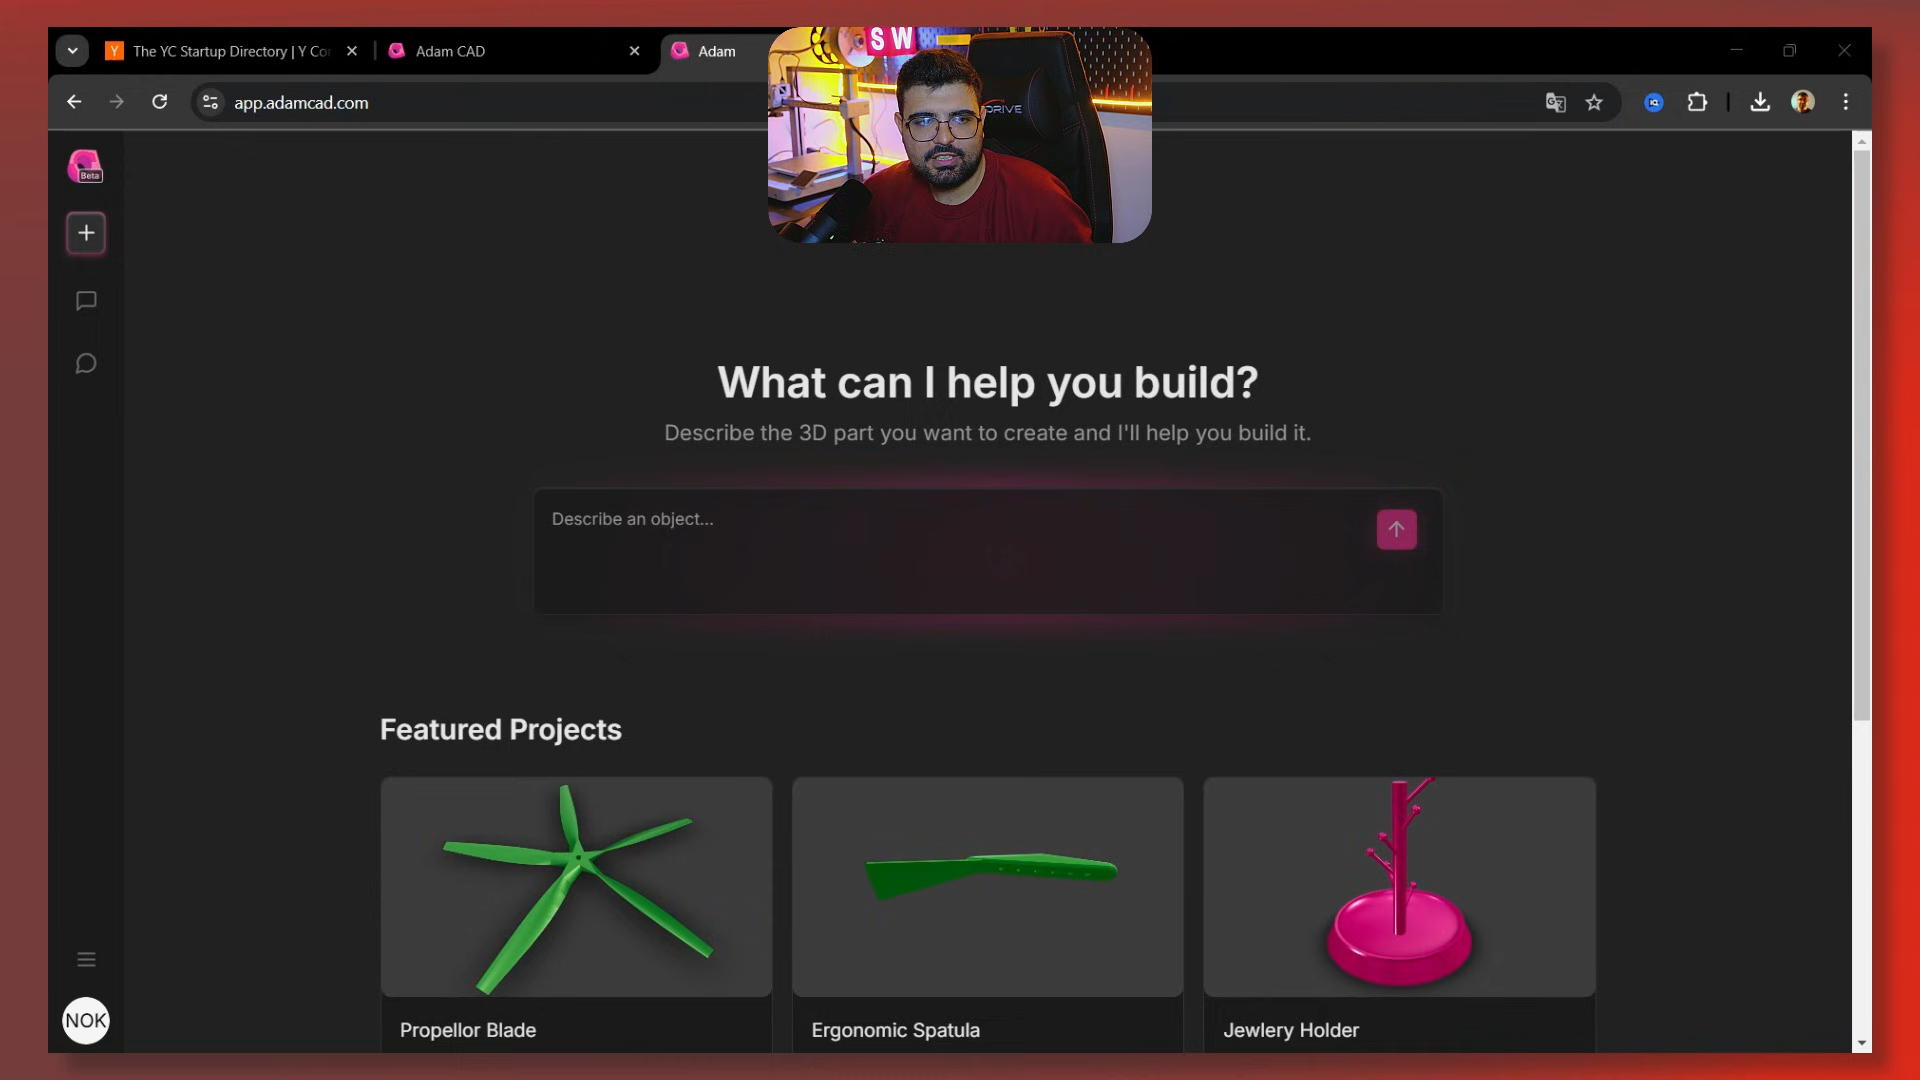 The YC Startup Directory | Y Co
Adam CAD
Adam
app.adamcad.com
S W
DRIVE
Beta
What can I help you build?
Describe the 3D part you want to create and I'll help you build it.
Describe an object...
Featured Projects
Propellor Blade
Ergonomic Spatula
Jewlery Holder
NOK